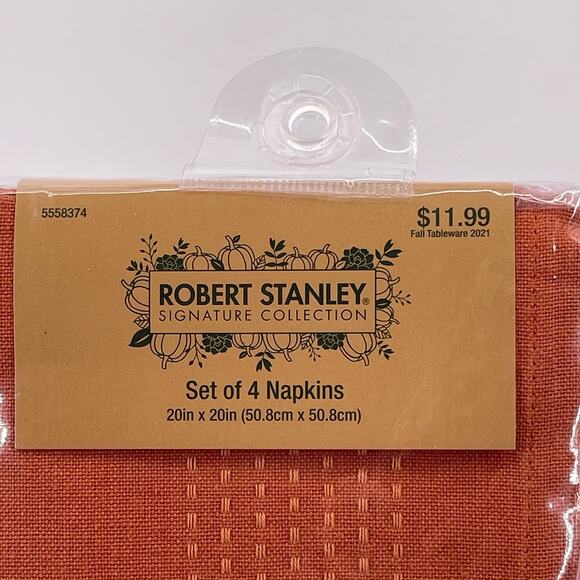 5558374
$11.99
Fall Tableware 2021
ROBERT STANLEY®
SIGNATURE COLLECTION
Set of 4 Napkins
20in x 20in (50.8cm x 50.8cm)